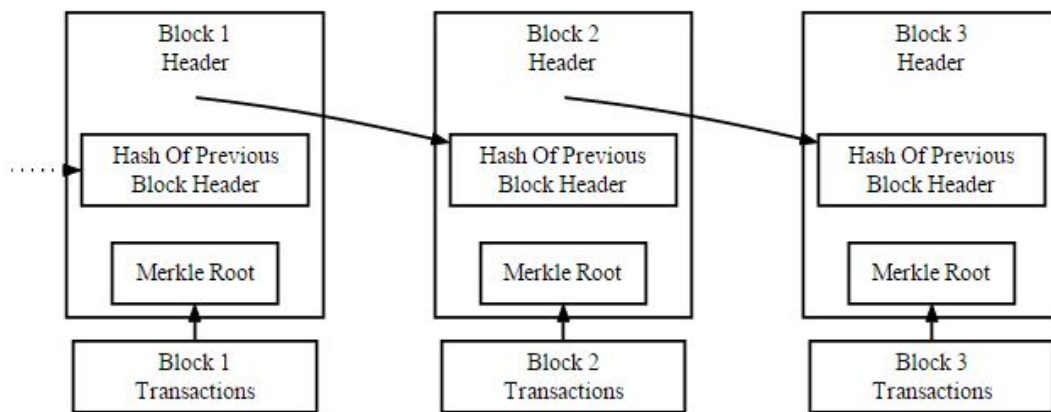 Block 1
Header
Hash Of Previous
Block Header
Merkle Root
Block 1
Transactions
Block 2
Header
Hash Of Previous
Block Header
Merkle Root
Block 2
Transactions
Block 3
Header
Hash Of Previous
Block Header
Merkle Root
Block 3
Transactions